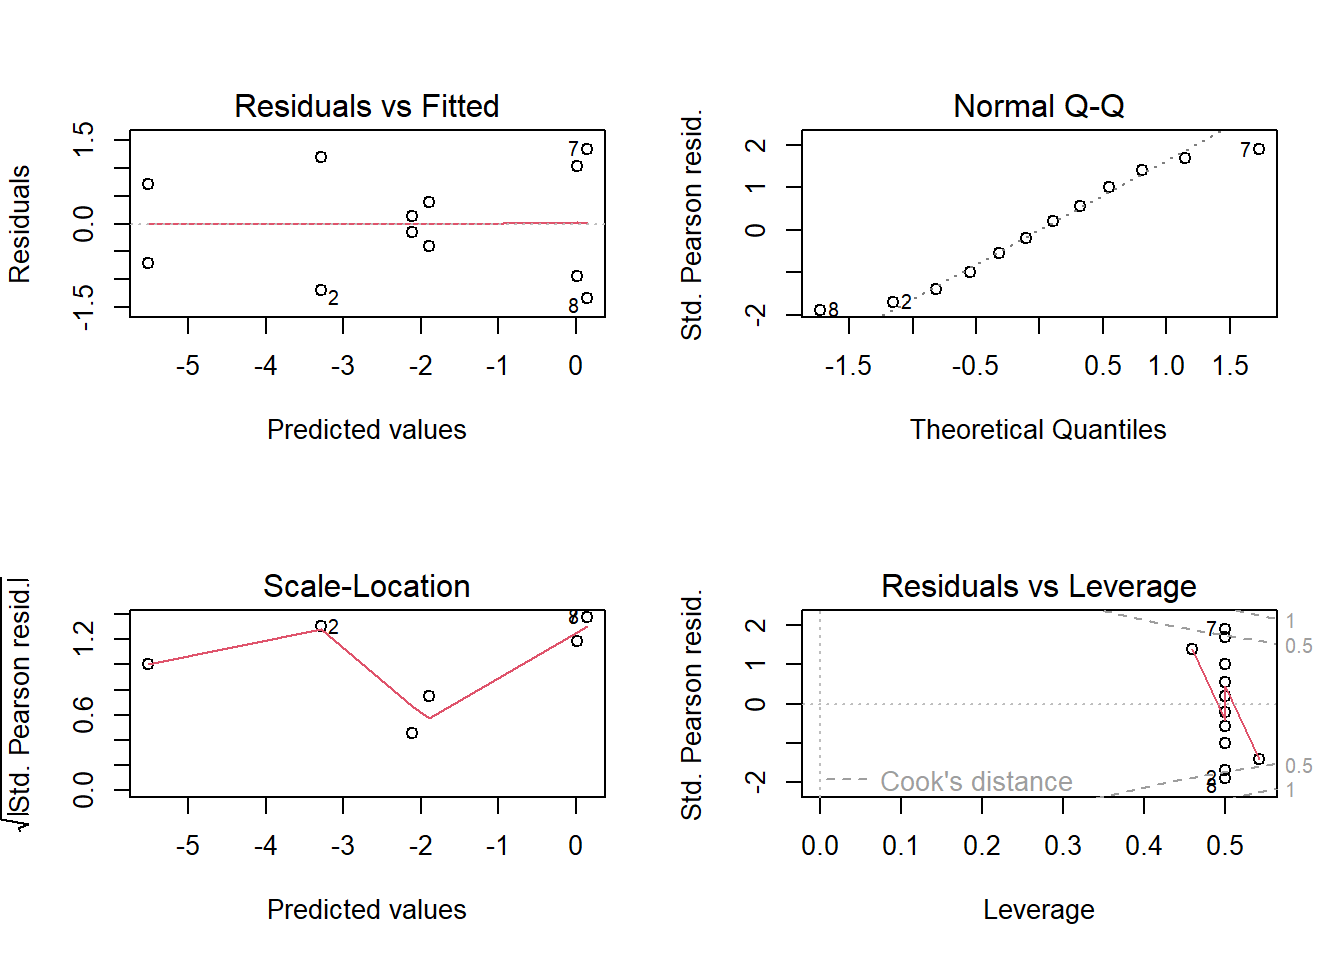 Residuals vs Fitted
Residuals
1.5
0.0
-1.5
7
2
8
-5 -4 -3 -2 -1 0
Predicted values
Normal Q-Q
Std. Pearson resid.
2
1
0
-2
7
2
8
-1.5 -0.5 0.5 1.0 1.5
Theoretical Quantiles
Scale-Location
√|Std. Pearson resid.|
1.2
0.6
0.0
2
8
-5 -4 -3 -2 -1 0
Predicted values
Residuals vs Leverage
Std. Pearson resid.
2
1
0
-2
7
2
8
1
0.5
0.5
1
Cook's distance
0.0 0.1 0.2 0.3 0.4 0.5
Leverage